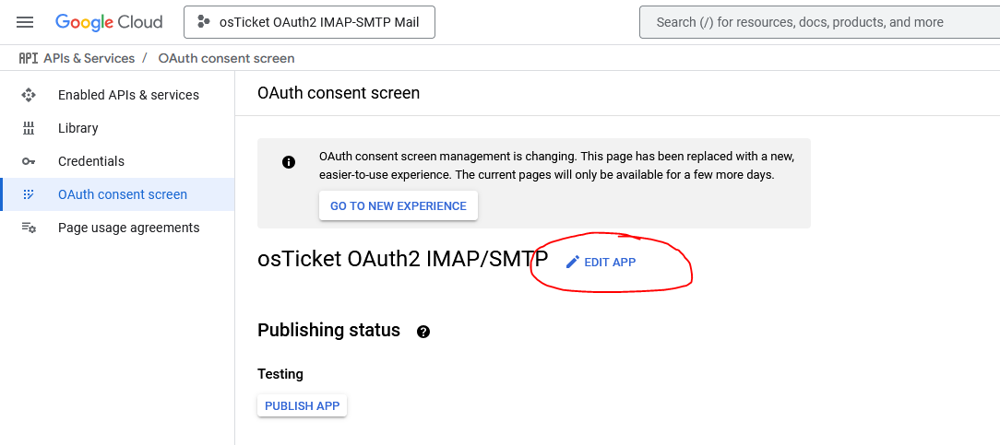 Google Cloud
osTicket OAuth2 IMAP-SMTP Mail
Search (/) for resources, docs, products, and more
API APIs & Services / OAuth consent screen
Enabled APIs & services
Library
Credentials
OAuth consent screen
Page usage agreements
OAuth consent screen
OAuth consent screen management is changing. This page has been replaced with a new,
easier-to-use experience. The current pages will only be available for a few more days.
GO TO NEW EXPERIENCE
osTicket OAuth2 IMAP/SMTP
EDIT APP
Publishing status
Testing
PUBLISH APP